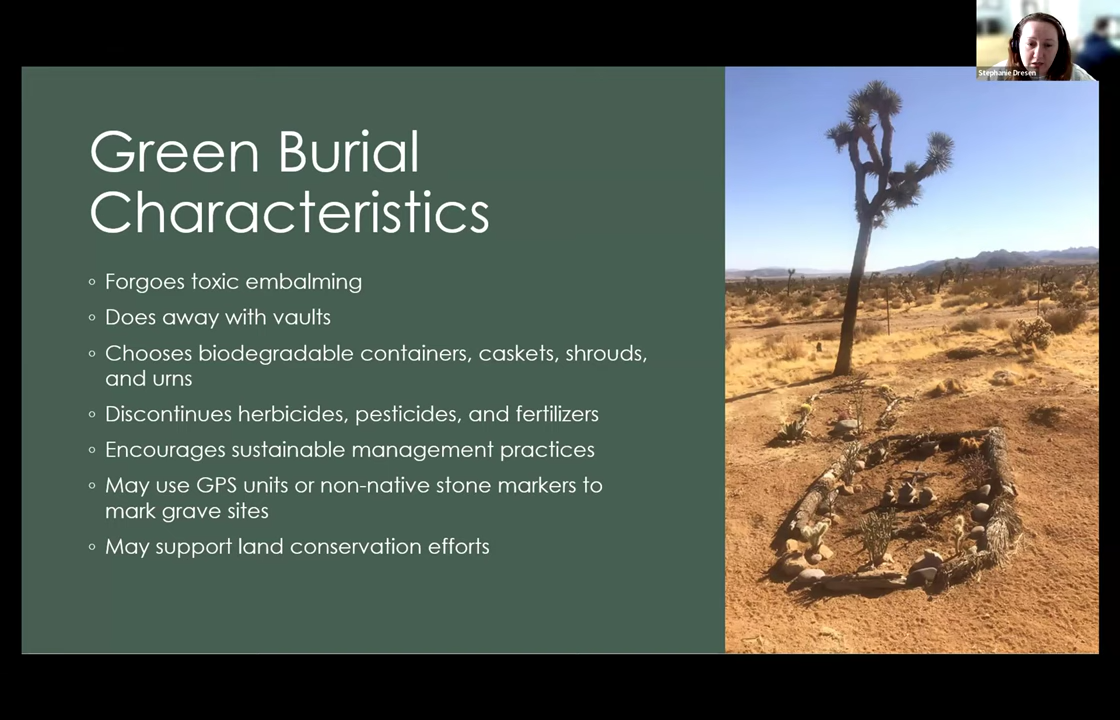 Stephanie Dresen
Green Burial
Characteristics
◦ Forgoes toxic embalming
◦ Does away with vaults
◦ Chooses biodegradable containers, caskets, shrouds,
and urns
◦ Discontinues herbicides, pesticides, and fertilizers
◦ Encourages sustainable management practices
◦ May use GPS units or non-native stone markers to
mark grave sites
◦ May support land conservation efforts